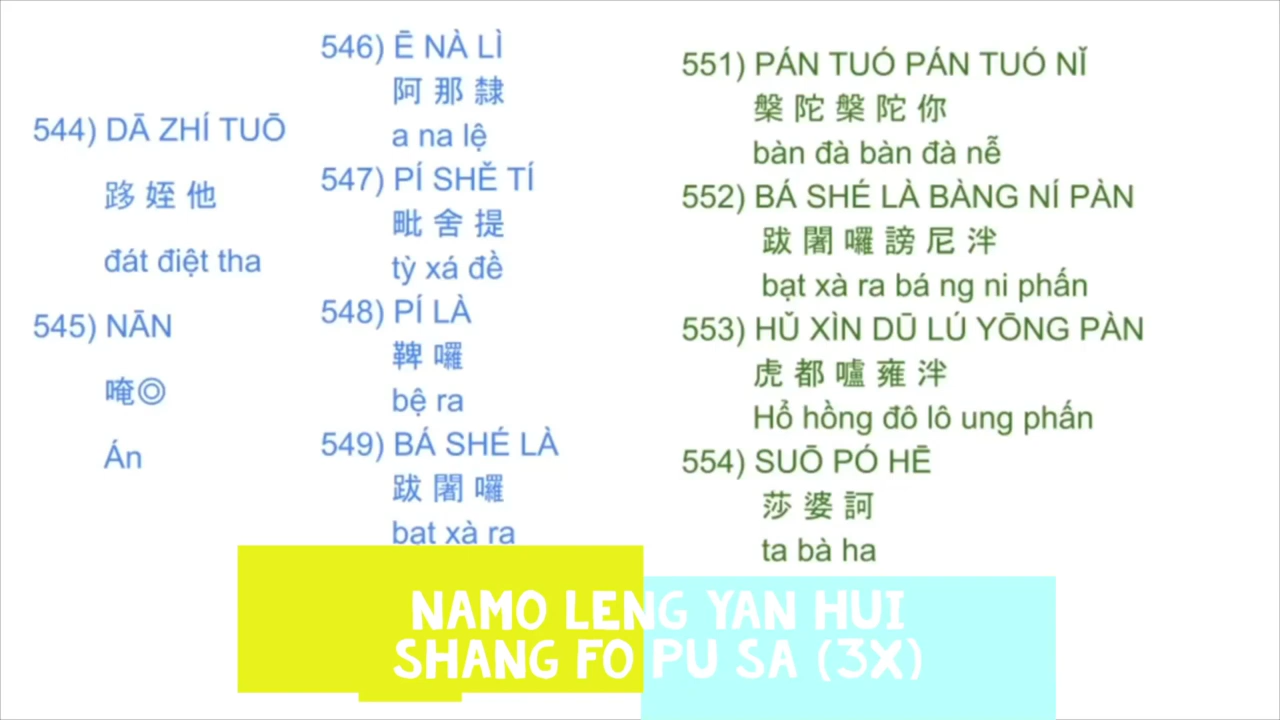 544) DĀ ZHÍ TUŌ
跢 姪 他
đát điệt tha
545) NĀN
唵◎
Án
546) Ē NÀ LÌ
阿 那 隸
a na lệ
547) PÍ SHĚ TÍ
毗 舍 提
tỳ xá đề
548) PÍ LÀ
鞞 囉
bệ ra
549) BÁ SHÉ LÀ
跋 闍 囉
bạt xà ra
551) PÁN TUÓ PÁN TUÓ NǏ
槃 陀 槃 陀 你
bàn đà bàn đà nễ
552) BÁ SHÉ LÀ BÀNG NÍ PÀN
跋 闍 囉 謗 尼 泮
bạt xà ra bá ng ni phấn
553) HǓ XÌN DŪ LÚ YŌNG PÀN
虎 都 嚧 雍 泮
Hổ hồng đô lô ung phấn
554) SUŌ PÓ HĒ
莎 婆 訶
ta bà ha
NAMO LENG YAN HUI
SHANG FO PU SA (3X)